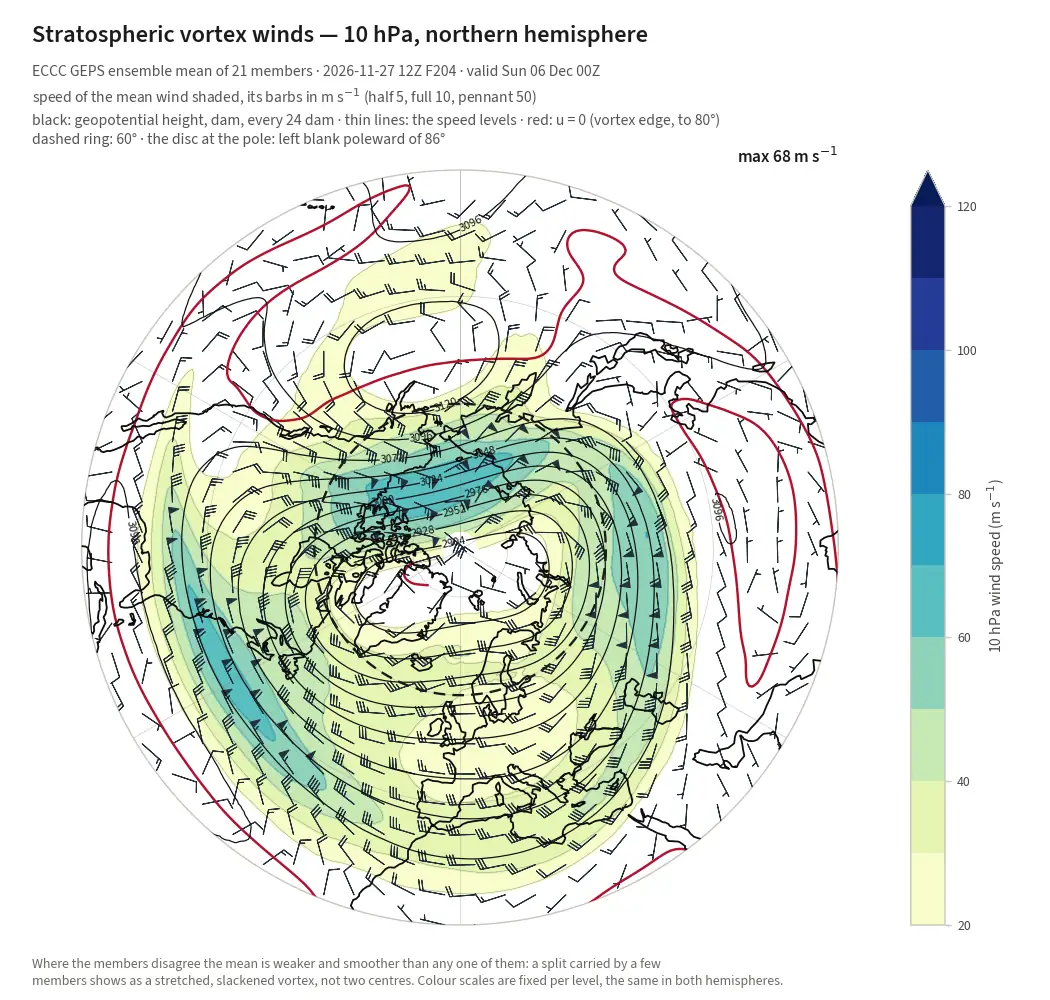 Stratospheric vortex winds — 10 hPa, northern hemisphere
ECCC GEPS ensemble mean of 21 members · 2026-11-27 12Z F204 · valid Sun 06 Dec 00Z
speed of the mean wind shaded, its barbs in m s⁻¹ (half 5, full 10, pennant 50)
black: geopotential height, dam, every 24 dam · thin lines: the speed levels · red: u = 0 (vortex edge, to 80°)
dashed ring: 60° · the disc at the pole: left blank poleward of 86°
max 68 m s⁻¹
120
100
80
60
40
20
10 hPa wind speed (m s⁻¹)
3096
3120
3096
3072
3048
3024
2976
2952
2928
2904
3096
Where the members disagree the mean is weaker and smoother than any one of them: a split carried by a few
members shows as a stretched, slackened vortex, not two centres. Colour scales are fixed per level, the same in both hemispheres.